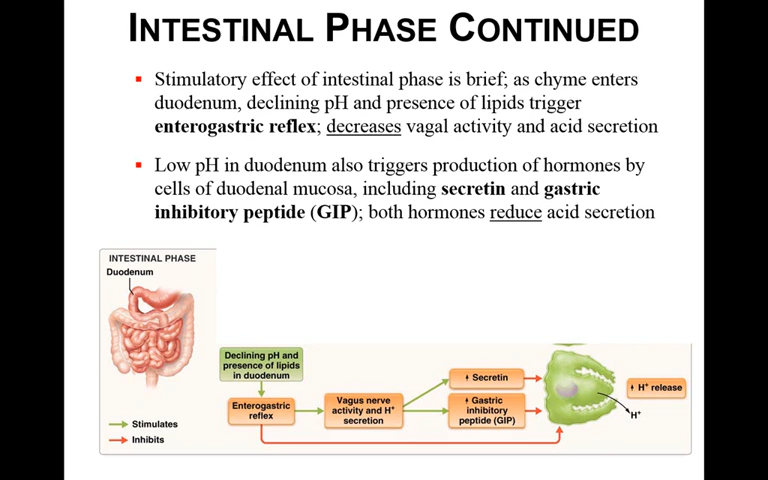 INTESTINAL PHASE CONTINUED
Stimulatory effect of intestinal phase is brief; as chyme enters
duodenum, declining pH and presence of lipids trigger
enterogastric reflex; decreases vagal activity and acid secretion
Low pH in duodenum also triggers production of hormones by
cells of duodenal mucosa, including secretin and gastric
inhibitory peptide (GIP); both hormones reduce acid secretion
INTESTINAL PHASE
Duodenum
Declining pH and
presence of lipids
in duodenum
Enterogastric
reflex
Vagus nerve
activity and H⁺
secretion
Secretin
Gastric
inhibitory
peptide (GIP)
H⁺ release
H⁺
Stimulates
Inhibits